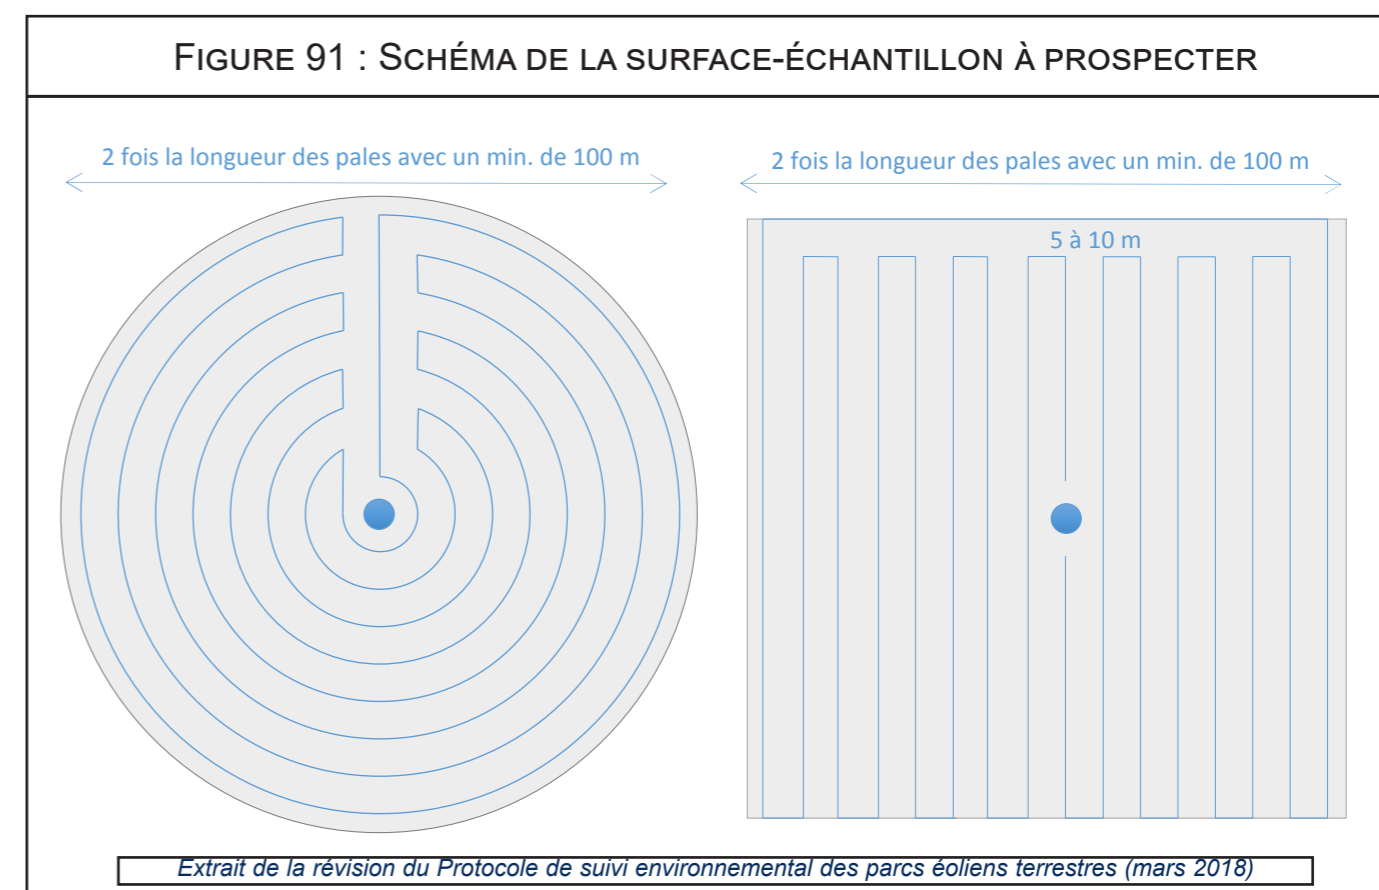 FIGURE 91 : SCHÉMA DE LA SURFACE-ÉCHANTILLON À PROSPECTER
2 fois la longueur des pales avec un min. de 100 m
2 fois la longueur des pales avec un min. de 100 m
5 à 10 m
Extrait de la révision du Protocole de suivi environnemental des parcs éoliens terrestres (mars 2018)